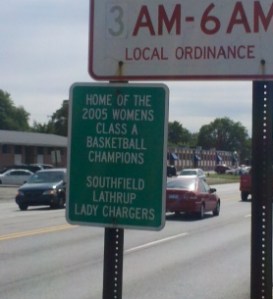 3 AM-6 AM
LOCAL ORDINANCE
HOME OF THE
2005 WOMENS
CLASS A
BASKETBALL
CHAMPIONS
SOUTHFIELD
LATHRUP
LADY CHARGERS